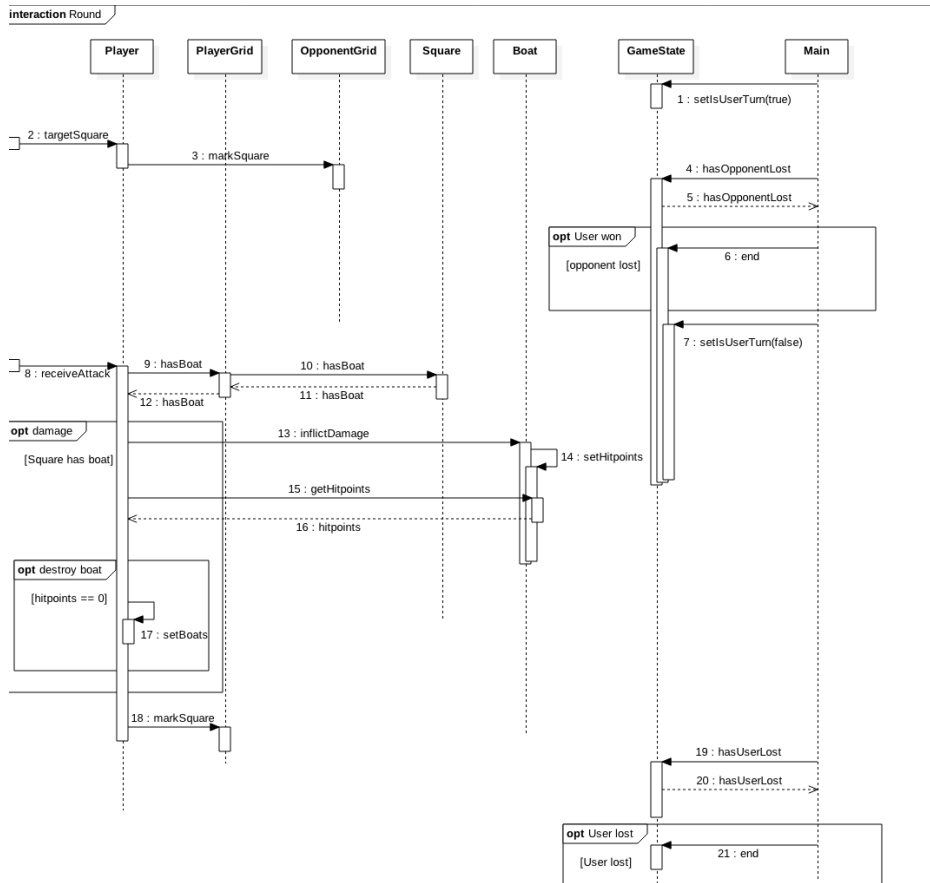 interaction Round
Player
PlayerGrid
OpponentGrid
Square
Boat
GameState
Main
1 : setIsUserTurn(true)
2 : targetSquare
3 : markSquare
4 : hasOpponentLost
5 : hasOpponentLost
opt User won
[opponent lost]
6 : end
7 : setIsUserTurn(false)
8 : receiveAttack
9 : hasBoat
10 : hasBoat
11 : hasBoat
12 : hasBoat
opt damage
[Square has boat]
13 : inflictDamage
14 : setHitpoints
15 : getHitpoints
16 : hitpoints
opt destroy boat
[hitpoints == 0]
17 : setBoats
18 : markSquare
19 : hasUserLost
20 : hasUserLost
opt User lost
[User lost]
21 : end